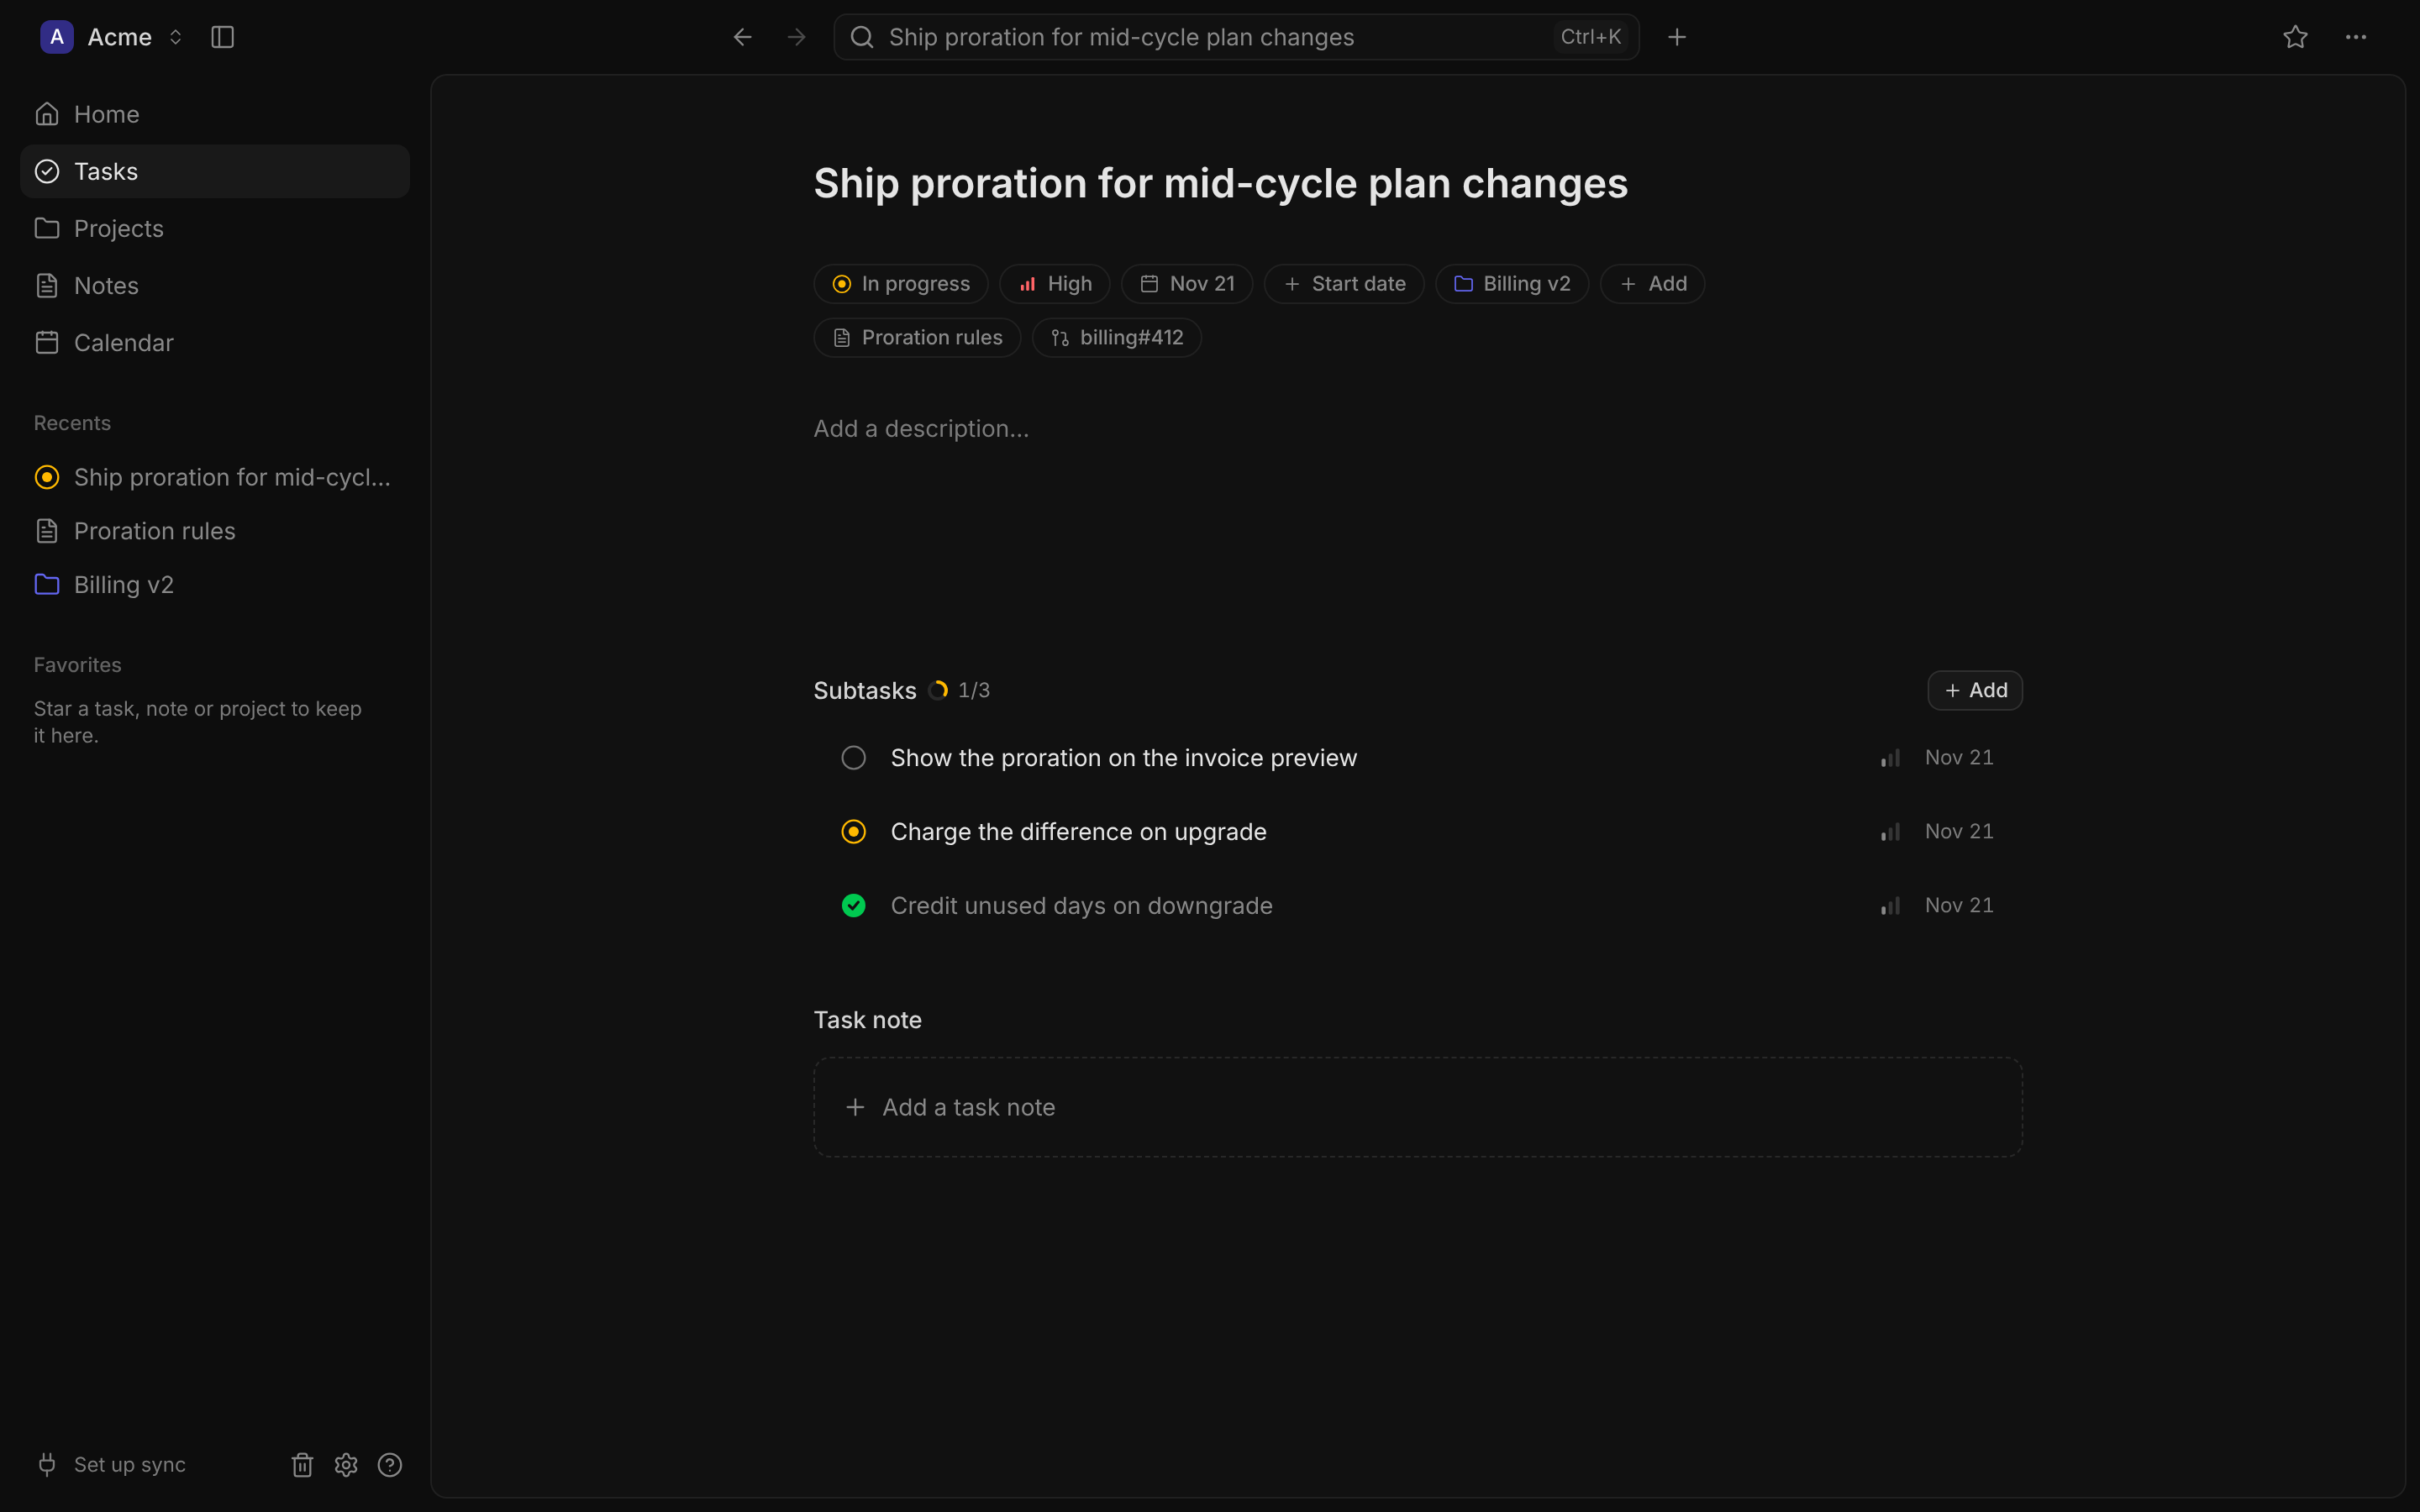 A Acme
Ship proration for mid-cycle plan changes Ctrl+K
Home
Tasks
Projects
Notes
Calendar
Recents
Ship proration for mid-cycl...
Proration rules
Billing v2
Favorites
Star a task, note or project to keep
it here.
Set up sync
Ship proration for mid-cycle plan changes
In progress High Nov 21 Start date Billing v2 Add
Proration rules billing#412
Add a description...
Subtasks 1/3 Add
Show the proration on the invoice preview Nov 21
Charge the difference on upgrade Nov 21
Credit unused days on downgrade Nov 21
Task note
Add a task note